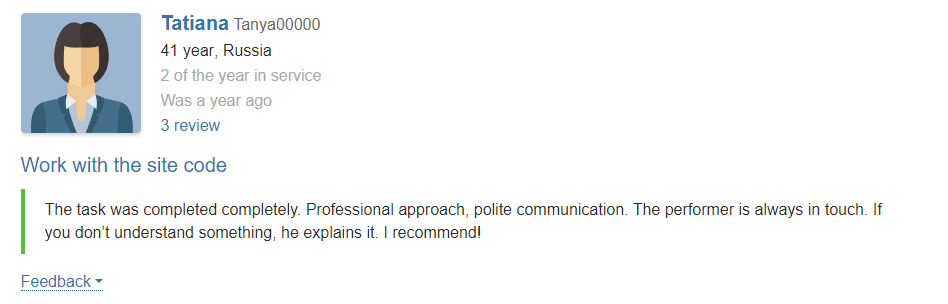 Tatiana Tanya00000
41 year, Russia
2 of the year in service
Was a year ago
3 review
Work with the site code
The task was completed completely. Professional approach, polite communication. The performer is always in touch. If
you don’t understand something, he explains it. I recommend!
Feedback